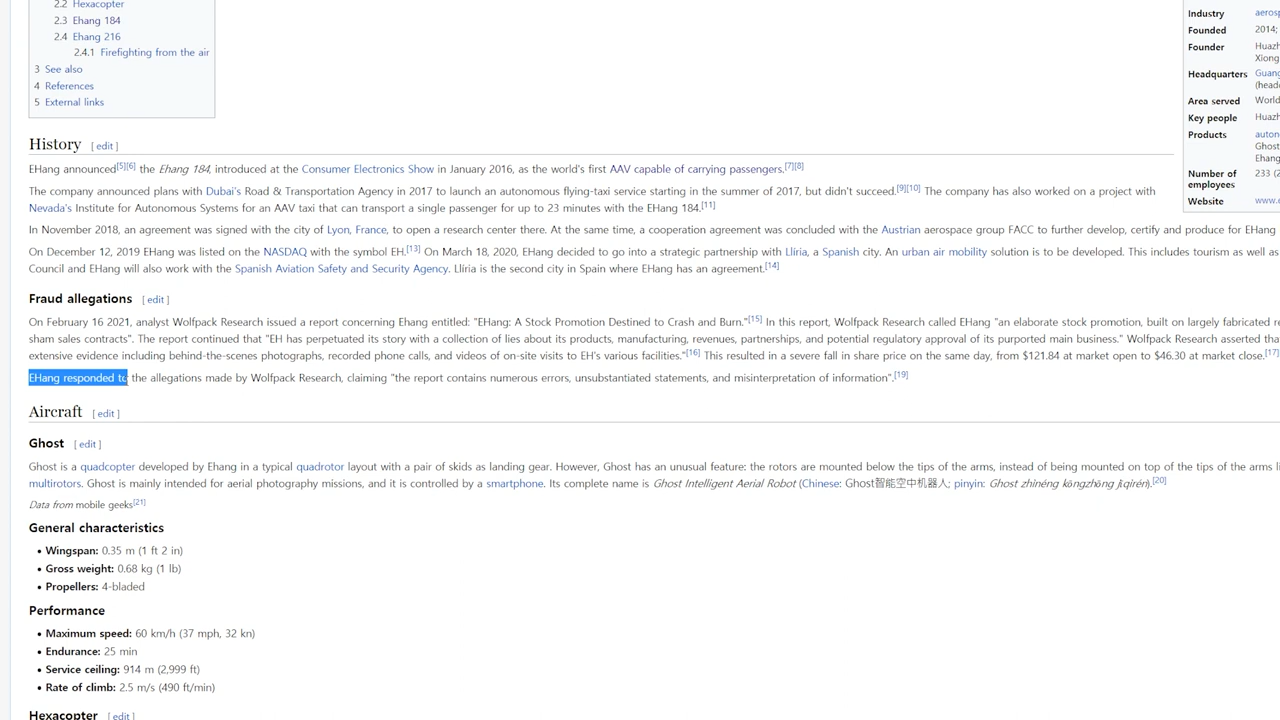 2.2 Hexacopter
2.3 Ehang 184
2.4 Ehang 216
2.4.1 Firefighting from the air
3 See also
4 References
5 External links
Industry aerosp
Founded 2014;
Founder Huazh
Xiong
Headquarters Guang
(head
Area served World
Key people Huazh
Products auton
Ghost
Ehang
Number of employees 233 (2
Website www.e
History [ edit ]
EHang announced[5][6] the Ehang 184, introduced at the Consumer Electronics Show in January 2016, as the world's first AAV capable of carrying passengers.[7][8]
The company announced plans with Dubai's Road & Transportation Agency in 2017 to launch an autonomous flying-taxi service starting in the summer of 2017, but didn't succeed.[9][10] The company has also worked on a project with
Nevada's Institute for Autonomous Systems for an AAV taxi that can transport a single passenger for up to 23 minutes with the EHang 184.[11]
In November 2018, an agreement was signed with the city of Lyon, France, to open a research center there. At the same time, a cooperation agreement was concluded with the Austrian aerospace group FACC to further develop, certify and produce for EHang
On December 12, 2019 EHang was listed on the NASDAQ with the symbol EH.[13] On March 18, 2020, EHang decided to go into a strategic partnership with Llíria, a Spanish city. An urban air mobility solution is to be developed. This includes tourism as well as
Council and EHang will also work with the Spanish Aviation Safety and Security Agency. Llíria is the second city in Spain where EHang has an agreement.[14]
Fraud allegations [ edit ]
On February 16 2021, analyst Wolfpack Research issued a report concerning Ehang entitled: "EHang: A Stock Promotion Destined to Crash and Burn."[15] In this report, Wolfpack Research called EHang "an elaborate stock promotion, built on largely fabricated re
sham sales contracts". The report continued that "EH has perpetuated its story with a collection of lies about its products, manufacturing, revenues, partnerships, and potential regulatory approval of its purported main business." Wolfpack Research asserted tha
extensive evidence including behind-the-scenes photographs, recorded phone calls, and videos of on-site visits to EH's various facilities."[16] This resulted in a severe fall in share price on the same day, from $121.84 at market open to $46.30 at market close.[17]
EHang responded to the allegations made by Wolfpack Research, claiming "the report contains numerous errors, unsubstantiated statements, and misinterpretation of information".[19]
Aircraft [ edit ]
Ghost [ edit ]
Ghost is a quadcopter developed by Ehang in a typical quadrotor layout with a pair of skids as landing gear. However, Ghost has an unusual feature: the rotors are mounted below the tips of the arms, instead of being mounted on top of the tips of the arms li
multirotors. Ghost is mainly intended for aerial photography missions, and it is controlled by a smartphone. Its complete name is Ghost Intelligent Aerial Robot (Chinese: Ghost智能空中机器人; pinyin: Ghost zhinéng kōngzhōng jīqìrén).[20]
Data from mobile geeks[21]
General characteristics
• Wingspan: 0.35 m (1 ft 2 in)
• Gross weight: 0.68 kg (1 lb)
• Propellers: 4-bladed
Performance
• Maximum speed: 60 km/h (37 mph, 32 kn)
• Endurance: 25 min
• Service ceiling: 914 m (2,999 ft)
• Rate of climb: 2.5 m/s (490 ft/min)
Hexacopter [ edit ]